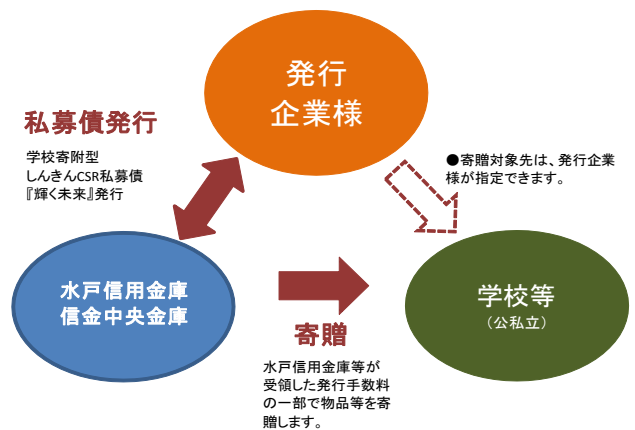 発行
企業様
私募債発行
学校寄附型
しんきんCSR私募債
『輝く未来』発行
●寄贈対象先は、発行企業
様が指定できます。
水戸信用金庫
信金中央金庫
学校等
（公私立）
寄贈
水戸信用金庫等が
受領した発行手数料
の一部で物品等を寄
贈します。